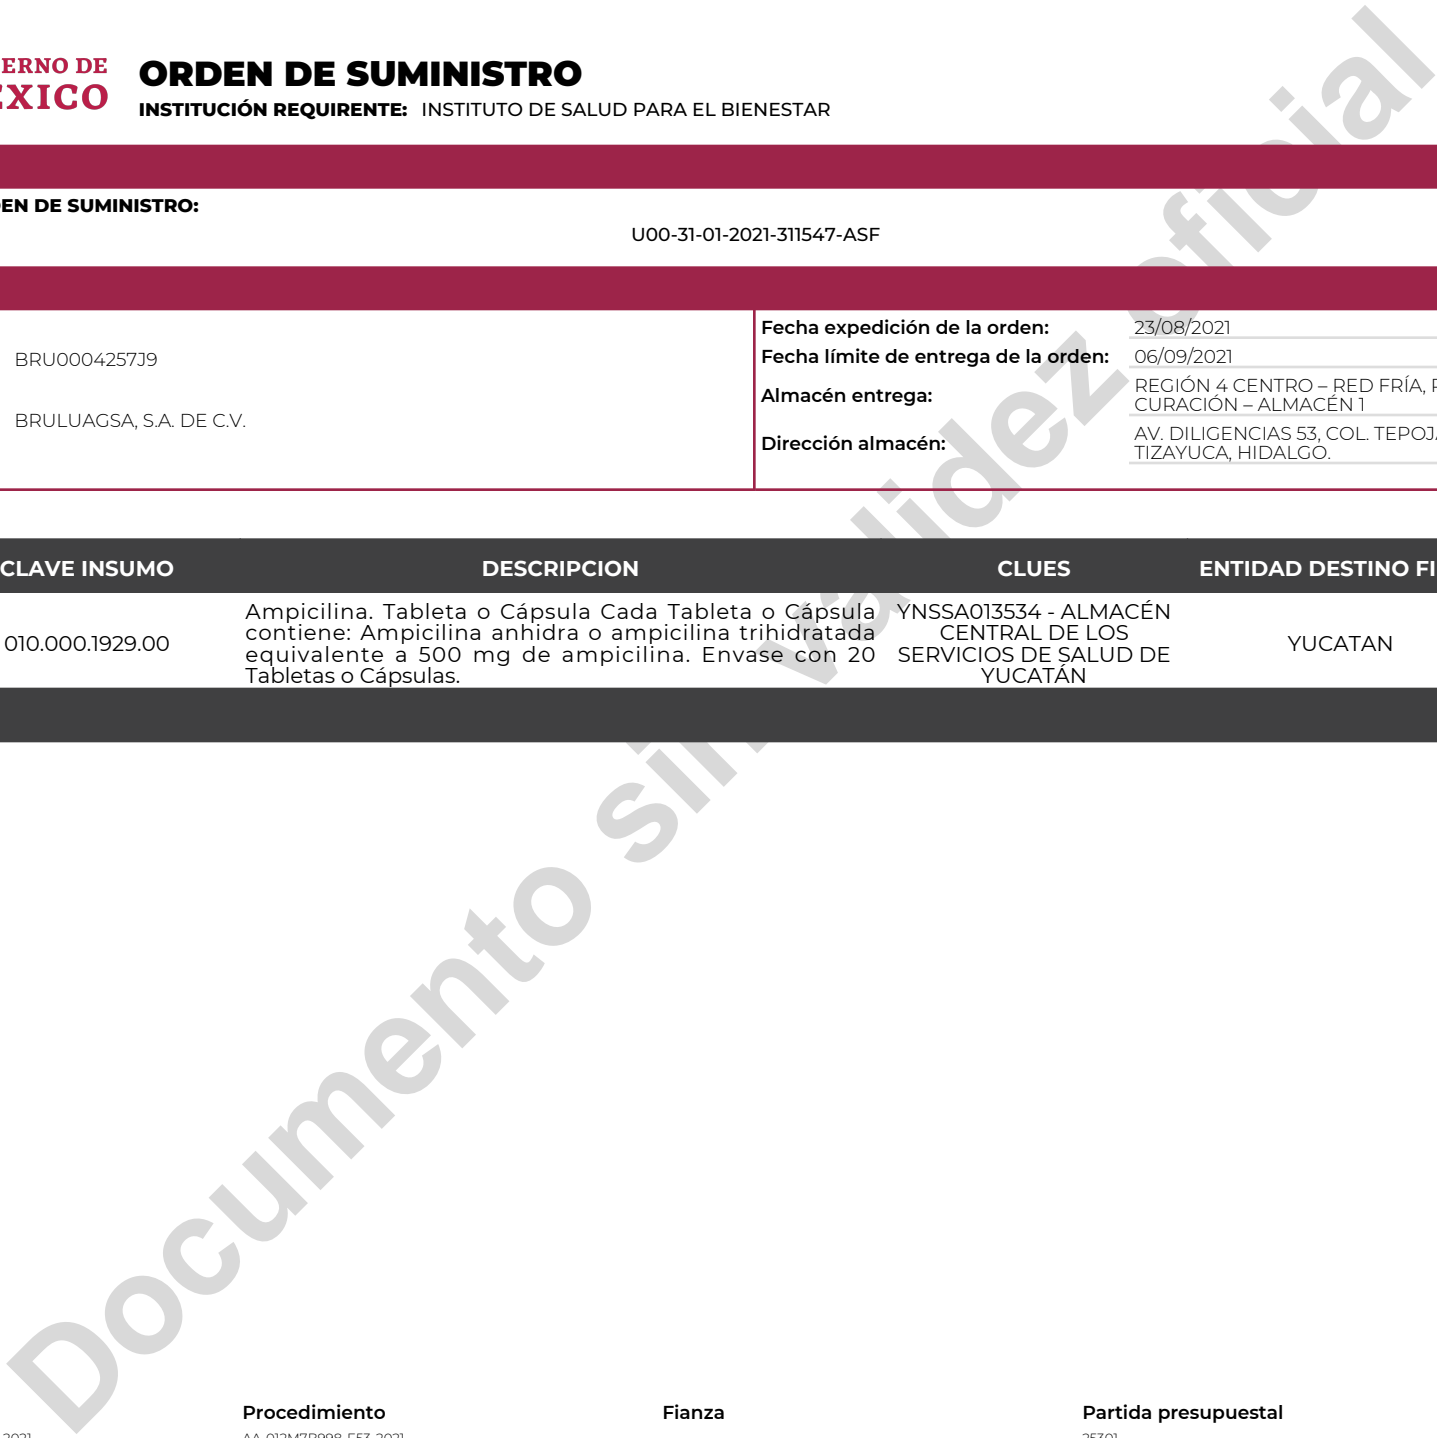 ERNO DE
ÉXICO
ORDEN DE SUMINISTRO
INSTITUCIÓN REQUIRENTE: INSTITUTO DE SALUD PARA EL BIENESTAR
EN DE SUMINISTRO:
U00-31-01-2021-311547-ASF
BRU0004257J9
BRULUAGSA, S.A. DE C.V.
Fecha expedición de la orden: 23/08/2021
Fecha límite de entrega de la orden: 06/09/2021
Almacén entrega: REGIÓN 4 CENTRO – RED FRÍA,
CURACIÓN – ALMACÉN 1
Dirección almacén: AV. DILIGENCIAS 53, COL. TEPOJA
TIZAYUCA, HIDALGO.
CLAVE INSUMO DESCRIPCION CLUES ENTIDAD DESTINO FI
010.000.1929.00
Ampicilina. Tableta o Cápsula Cada Tableta o Cápsula
contiene: Ampicilina anhidra o ampicilina trihidratada
equivalente a 500 mg de ampicilina. Envase con 20
Tabletas o Cápsulas.
YNSSA013534 - ALMACÉN
CENTRAL DE LOS
SERVICIOS DE SALUD DE
YUCATÁN
YUCATAN
Documento sin validez oficial
Procedimiento Fianza Partida presupuestal